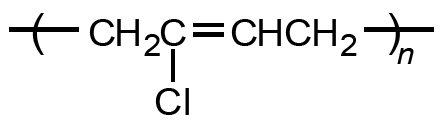 —( CH₂C=CHCH₂ )—n
Cl